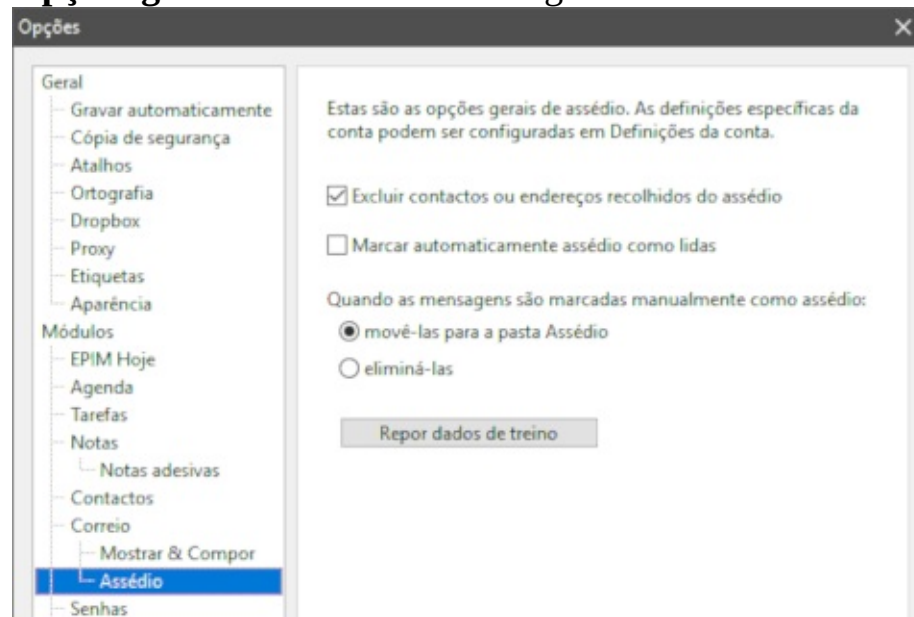 Opções
Geral
Gravar automaticamente
Cópia de segurança
Atalhos
Ortografia
Dropbox
Proxy
Etiquetas
Aparência
Módulos
EPIM Hoje
Agenda
Tarefas
Notas
Notas adesivas
Contactos
Correio
Mostrar & Compor
Assédio
Senhas
Estas são as opções gerais de assédio. As definições específicas da
conta podem ser configuradas em Definições da conta.
Excluir contactos ou endereços recolhidos do assédio
Marcar automaticamente assédio como lidas
Quando as mensagens são marcadas manualmente como assédio:
movê-las para a pasta Assédio
eliminá-las
Repor dados de treino